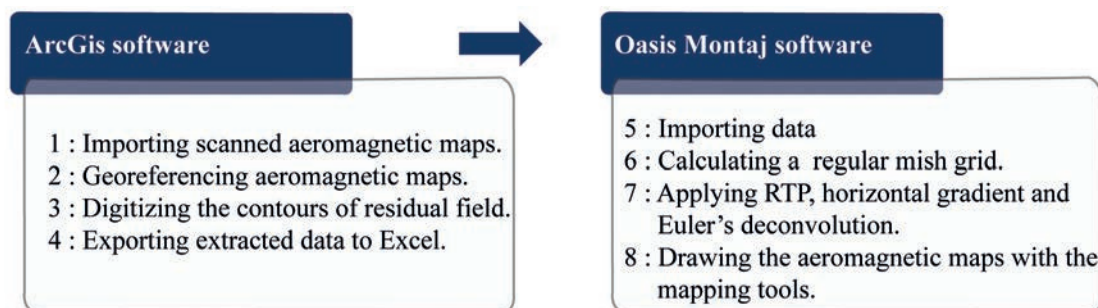 ArcGis software
1 : Importing scanned aeromagnetic maps.
2 : Georeferencing aeromagnetic maps.
3 : Digitizing the contours of residual field.
4 : Exporting extracted data to Excel.
Oasis Montaj software
5 : Importing data
6 : Calculating a regular mish grid.
7 : Applying RTP, horizontal gradient and
Euler’s deconvolution.
8 : Drawing the aeromagnetic maps with the
mapping tools.